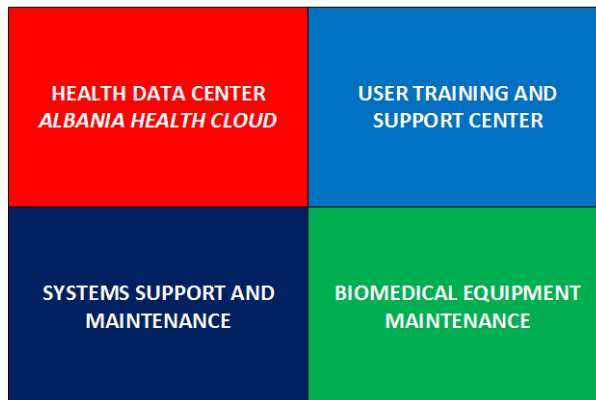 HEALTH DATA CENTER
ALBANIA HEALTH CLOUD
USER TRAINING AND
SUPPORT CENTER
SYSTEMS SUPPORT AND
MAINTENANCE
BIOMEDICAL EQUIPMENT
MAINTENANCE